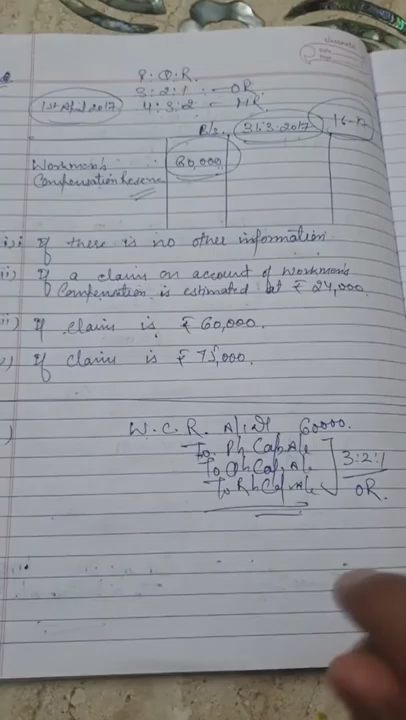 P : Q : R.
3 : 2 : 1 - OR.
1st April 2017 4 : 3 : 2 - NR.
B/S. 31.3.2017 16-17
Workmen's 60,000
Compensation Reserve
i) If there is no other information
ii) If a claim on account of workmen's
Compensation is estimated at ₹ 24,000
iii) If claim is ₹ 60,000.
v) If claim is ₹ 75,000.
) W. C. R. A/c Dr 60000.
To P's Cap A/c
To Q's Cap A/c 3:2:1
To R's Cap A/c OR.